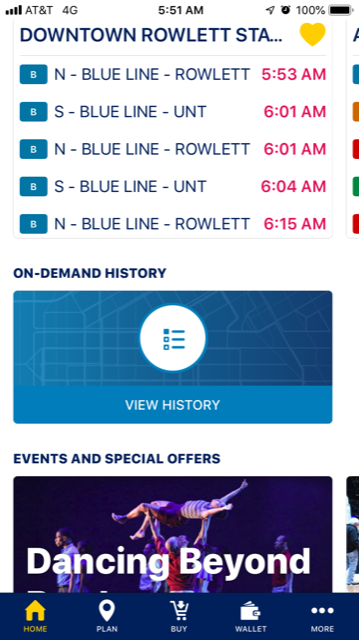 AT&T 4G 5:51 AM 100%
DOWNTOWN ROWLETT STA...
B N - BLUE LINE - ROWLETT 5:53 AM
B S - BLUE LINE - UNT 6:01 AM
B N - BLUE LINE - ROWLETT 6:01 AM
B S - BLUE LINE - UNT 6:04 AM
B N - BLUE LINE - ROWLETT 6:15 AM
ON-DEMAND HISTORY
VIEW HISTORY
EVENTS AND SPECIAL OFFERS
Dancing Beyond
HOME PLAN BUY WALLET MORE